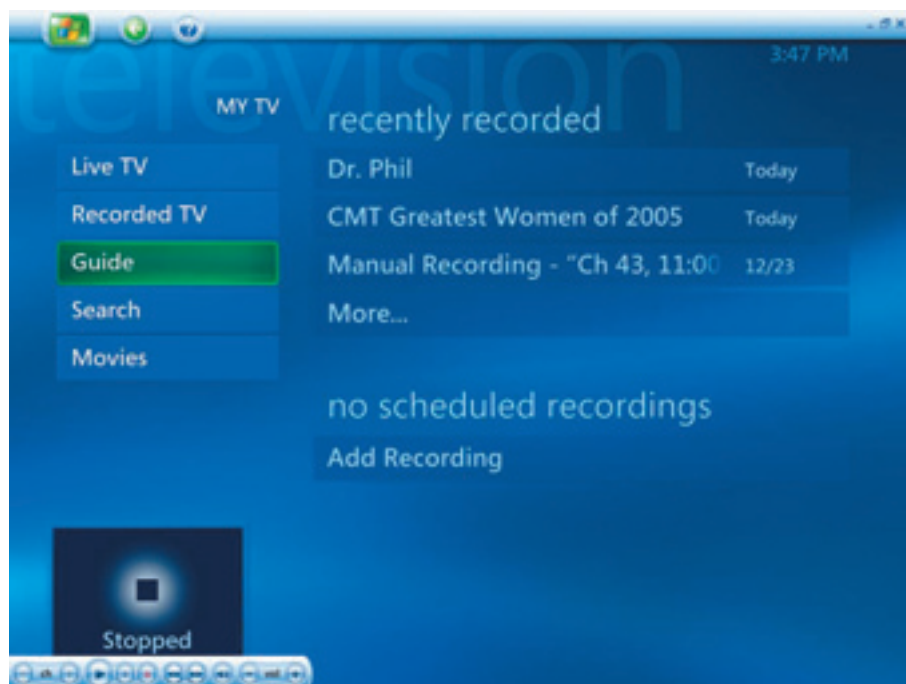 television
3:47 PM
MY TV
Live TV
Recorded TV
Guide
Search
Movies
recently recorded
Dr. Phil Today
CMT Greatest Women of 2005 Today
Manual Recording - "Ch 43, 11:00 12/23
More...
no scheduled recordings
Add Recording
Stopped
ch vol